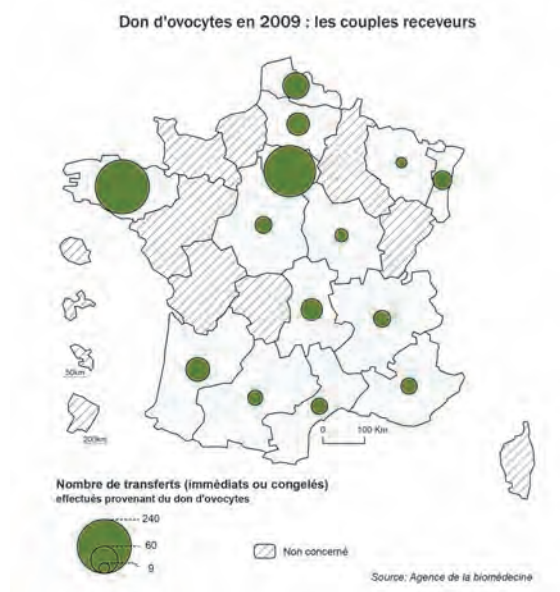 Don d'ovocytes en 2009 : les couples receveurs
50km
200km
0 100 Km
Nombre de transferts (immédiats ou congelés)
effectués provenant du don d'ovocytes
240
60
9
Non concerné
Source: Agence de la biomédecine